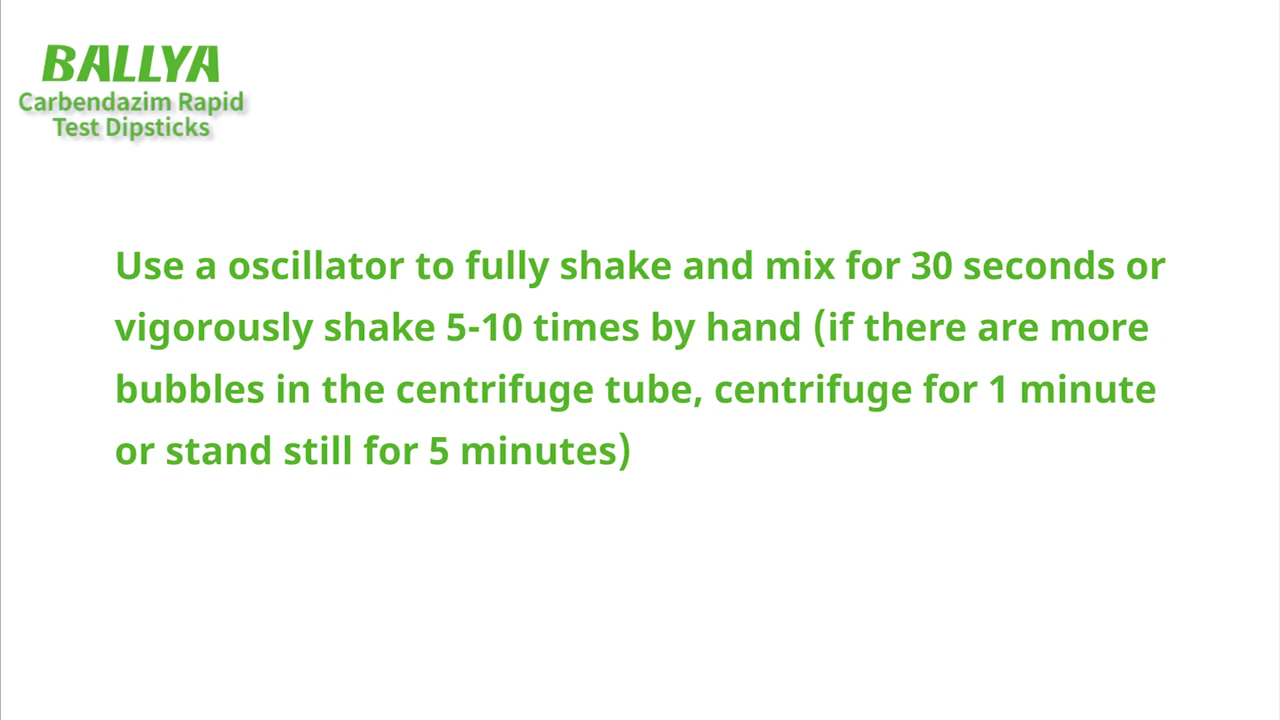 BALLYA
Carbendazim Rapid
Test Dipsticks
Use a oscillator to fully shake and mix for 30 seconds or
vigorously shake 5-10 times by hand (if there are more
bubbles in the centrifuge tube, centrifuge for 1 minute
or stand still for 5 minutes)